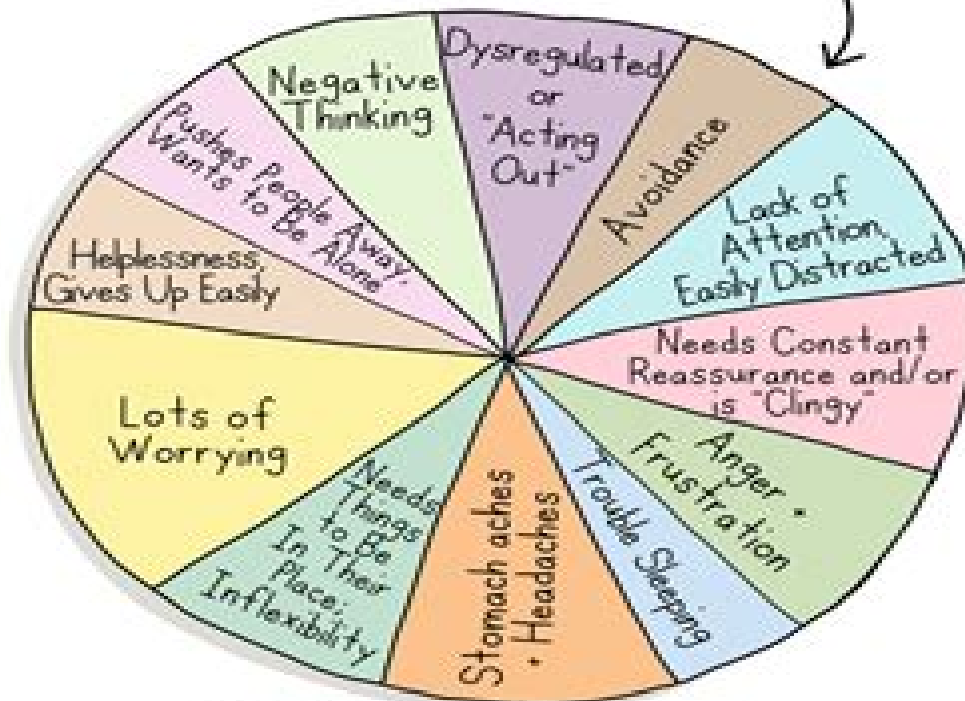 Dysregulated
or
"Acting
Out"
Avoidance
Lack of
Attention,
Easily Distracted
Needs Constant
Reassurance and/or
is "Clingy"
Anger •
Frustration
Trouble Sleeping
Stomach aches
• Headaches
Needs
Things
to Be
In Their
Place;
Inflexibility
Lots of
Worrying
Helplessness,
Gives Up Easily
Pushes People Away,
Wants to Be Alone
Negative
Thinking